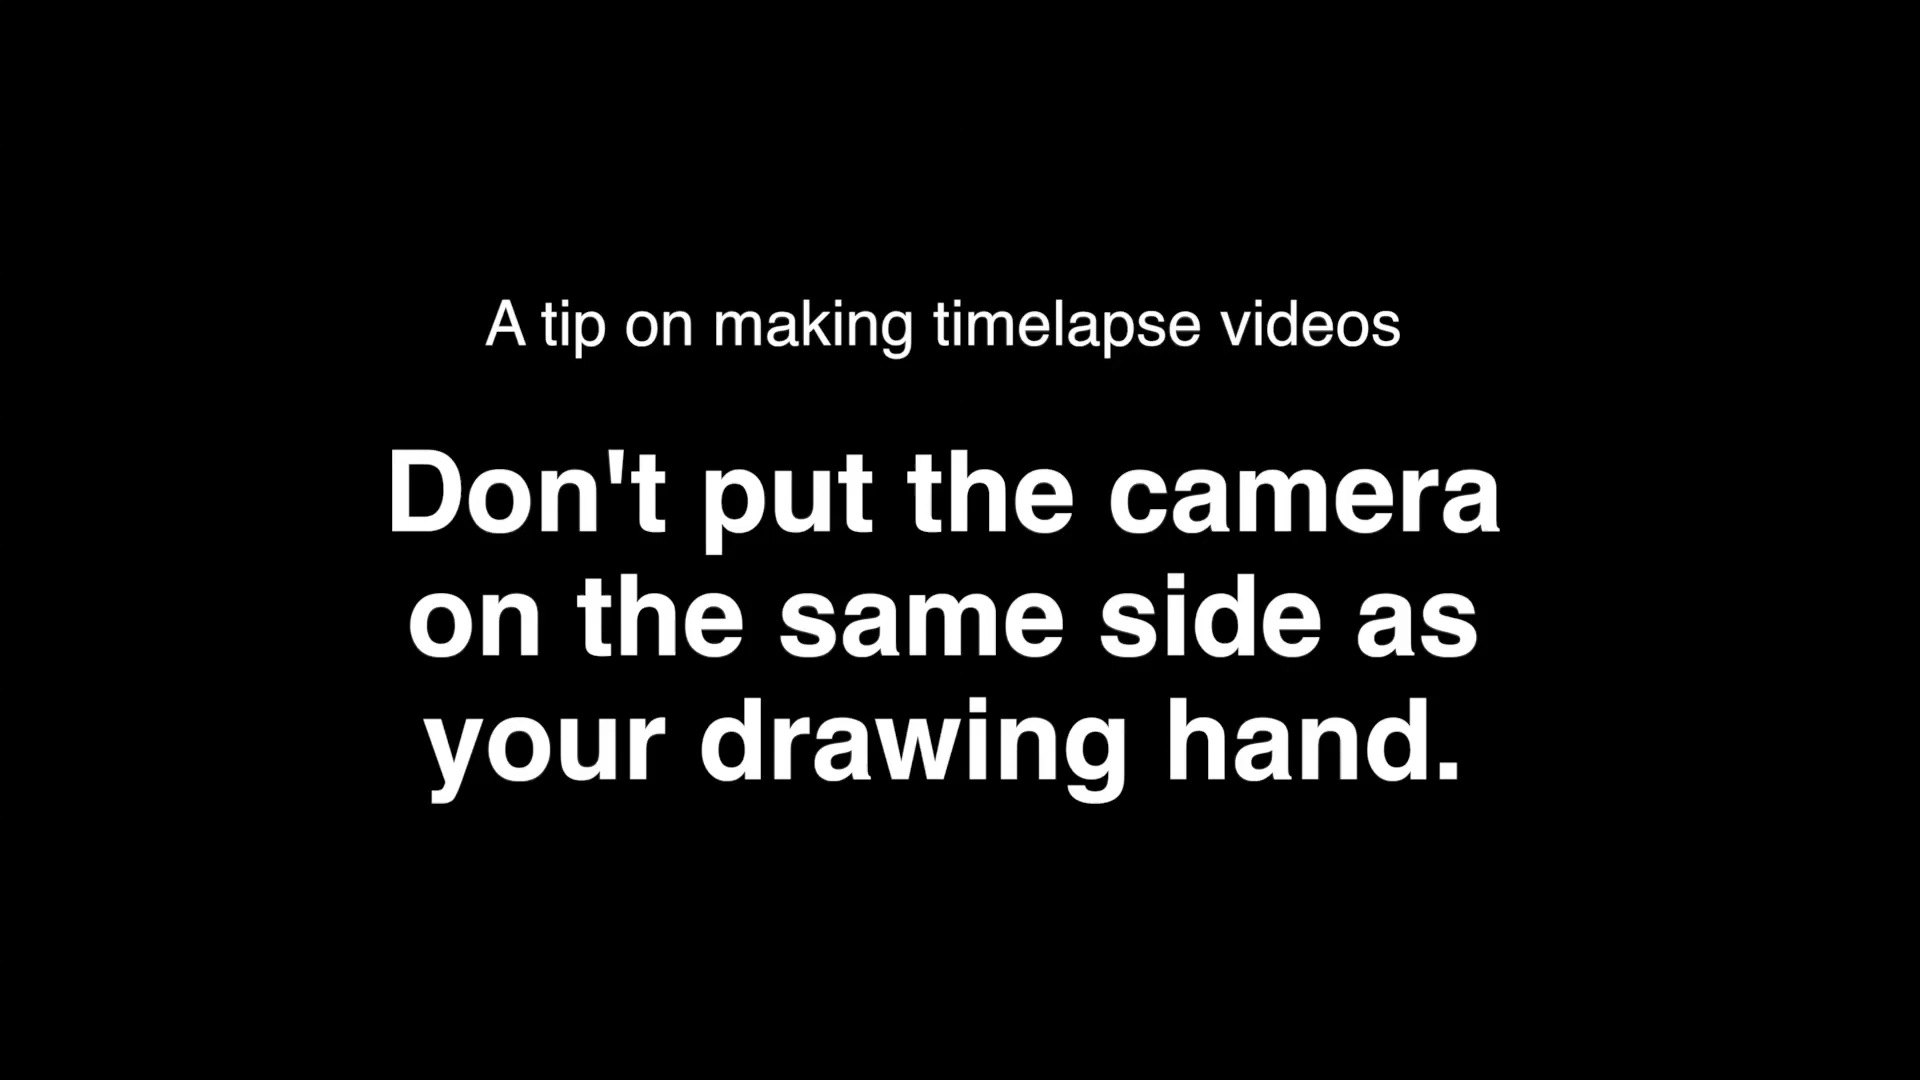 A tip on making timelapse videos
Don't put the camera
on the same side as
your drawing hand.